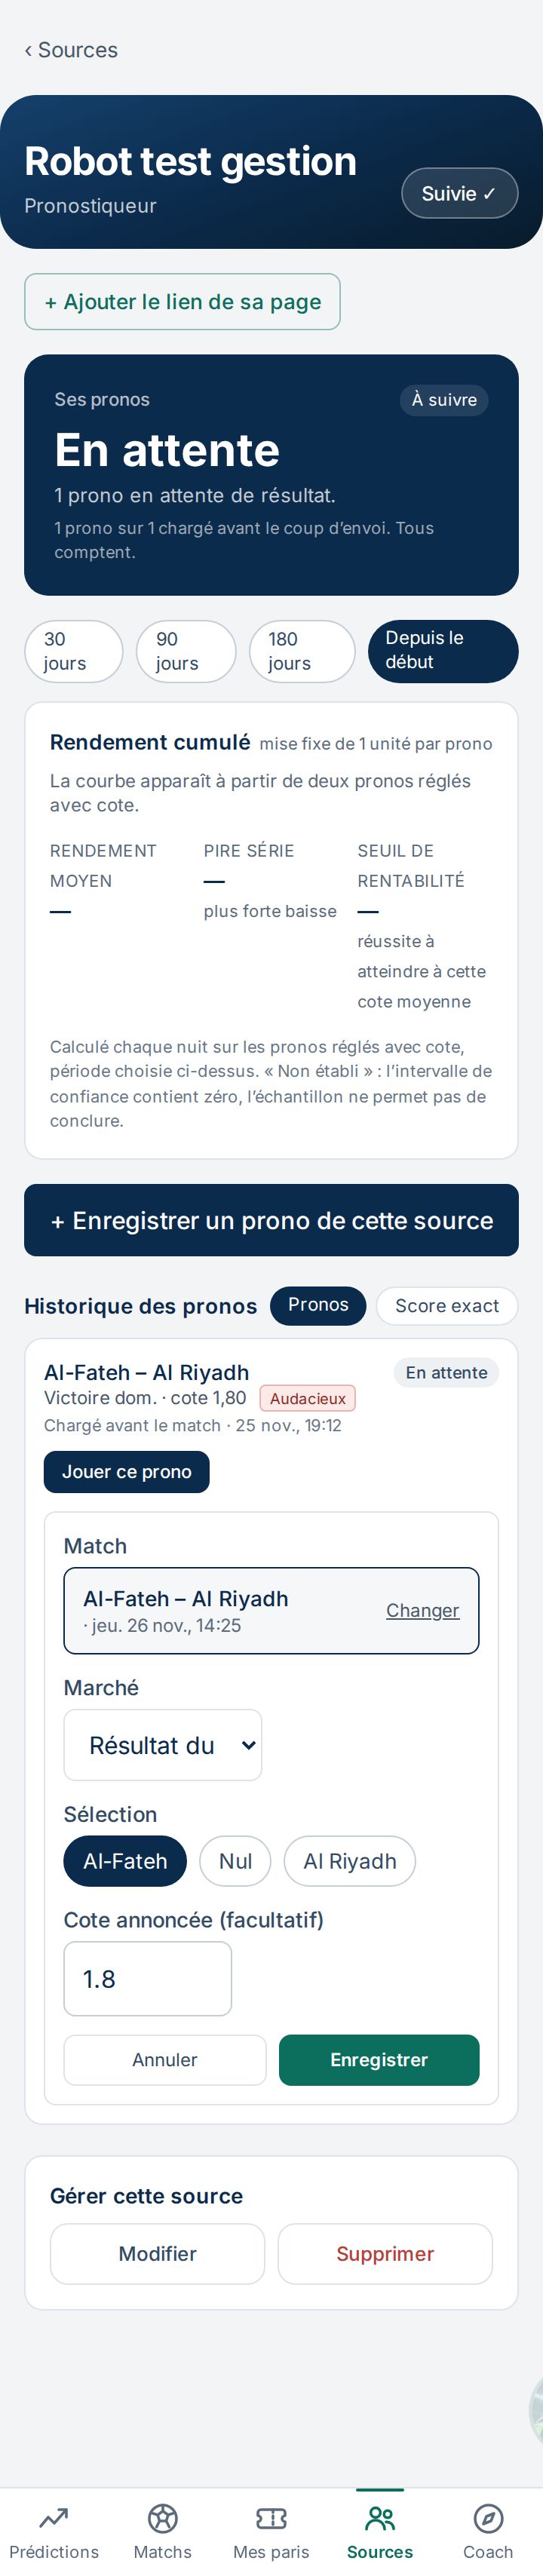 ‹ Sources
Robot test gestion
Pronostiqueur
Suivie ✓
+ Ajouter le lien de sa page
Ses pronos
À suivre
En attente
1 prono en attente de résultat.
1 prono sur 1 chargé avant le coup d’envoi. Tous
comptent.
30
jours
90
jours
180
jours
Depuis le
début
Rendement cumulé mise fixe de 1 unité par prono
La courbe apparaît à partir de deux pronos réglés
avec cote.
RENDEMENT
MOYEN
—
PIRE SÉRIE
—
plus forte baisse
SEUIL DE
RENTABILITÉ
—
réussite à
atteindre à cette
cote moyenne
Calculé chaque nuit sur les pronos réglés avec cote,
période choisie ci-dessus. « Non établi » : l’intervalle de
confiance contient zéro, l’échantillon ne permet pas de
conclure.
+ Enregistrer un prono de cette source
Historique des pronos
Pronos
Score exact
Al-Fateh – Al Riyadh
En attente
Victoire dom. · cote 1,80 Audacieux
Chargé avant le match · 25 nov., 19:12
Jouer ce prono
Match
Al-Fateh – Al Riyadh
· jeu. 26 nov., 14:25
Changer
Marché
Résultat du
Sélection
Al-Fateh
Nul
Al Riyadh
Cote annoncée (facultatif)
1.8
Annuler
Enregistrer
Gérer cette source
Modifier
Supprimer
Prédictions
Matchs
Mes paris
Sources
Coach